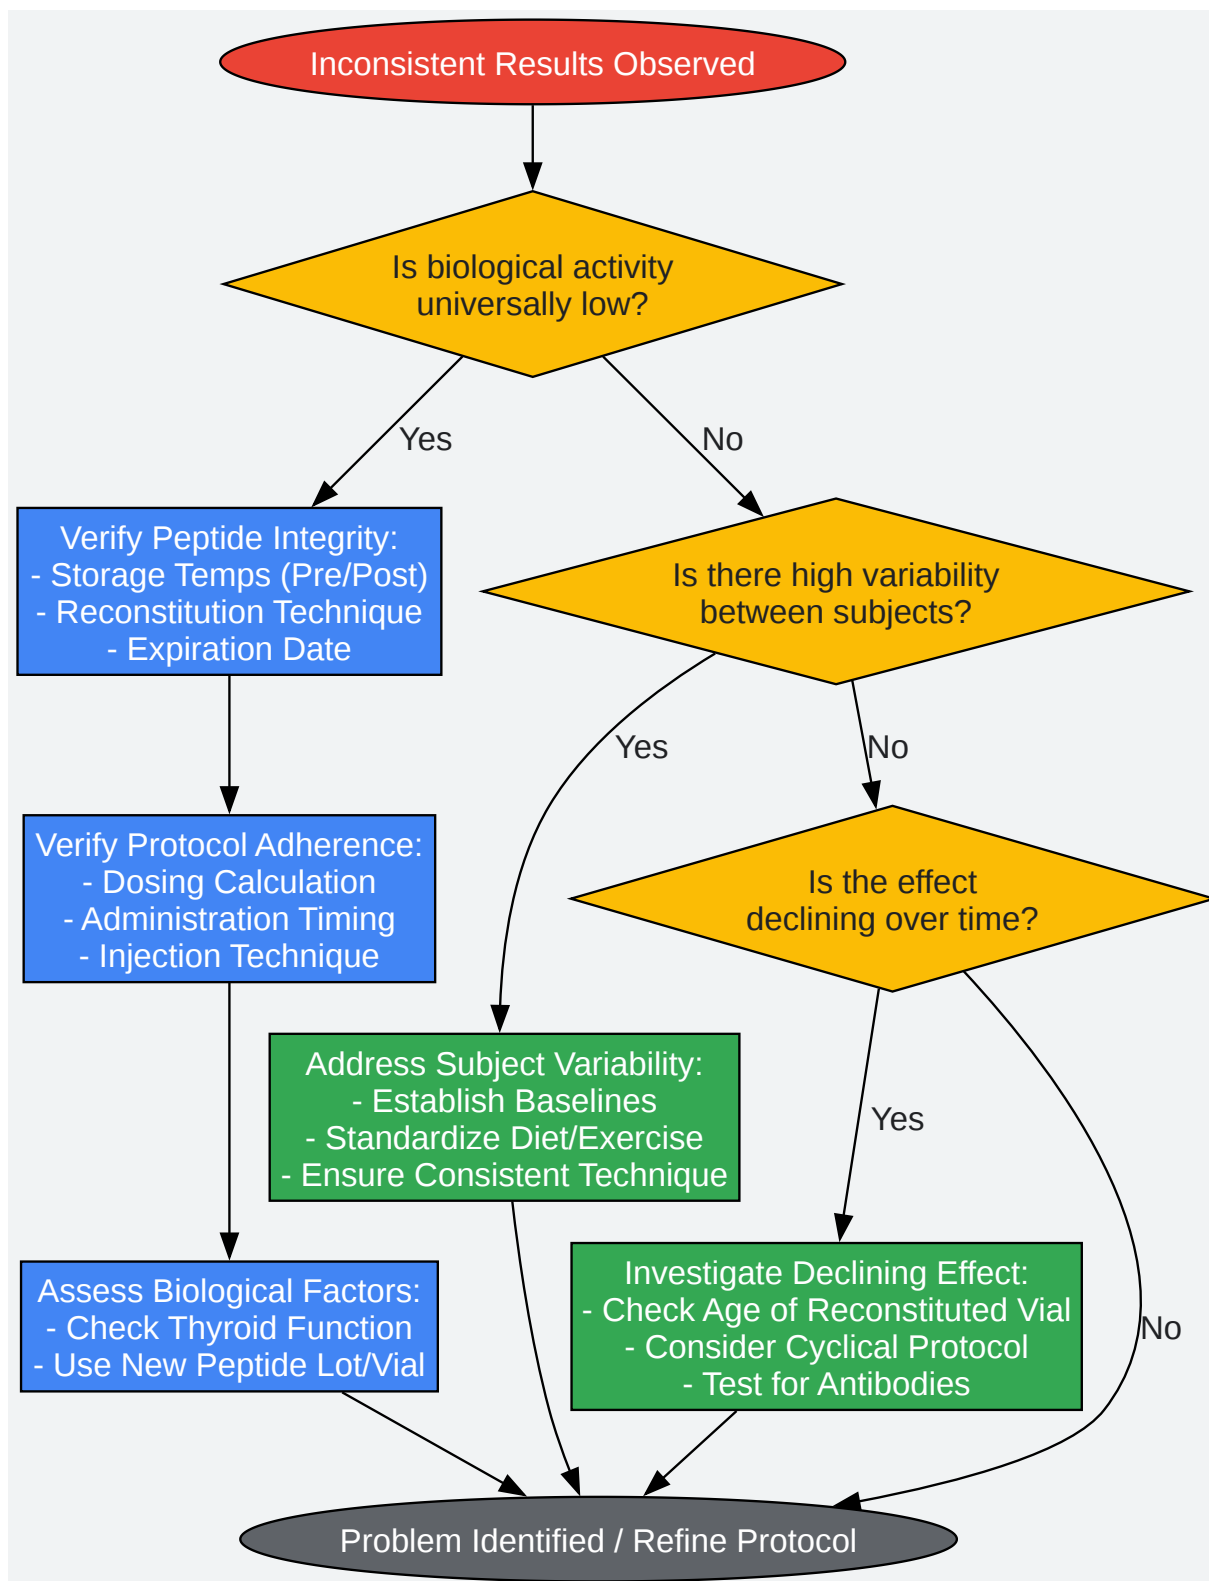 Inconsistent Results Observed
Is biological activity
universally low?
Yes
No
Verify Peptide Integrity:
- Storage Temps (Pre/Post)
- Reconstitution Technique
- Expiration Date
Is there high variability
between subjects?
Yes
No
Verify Protocol Adherence:
- Dosing Calculation
- Administration Timing
- Injection Technique
Is the effect
declining over time?
Address Subject Variability:
- Establish Baselines
- Standardize Diet/Exercise
- Ensure Consistent Technique
Yes
No
Assess Biological Factors:
- Check Thyroid Function
- Use New Peptide Lot/Vial
Investigate Declining Effect:
- Check Age of Reconstituted Vial
- Consider Cyclical Protocol
- Test for Antibodies
Problem Identified / Refine Protocol